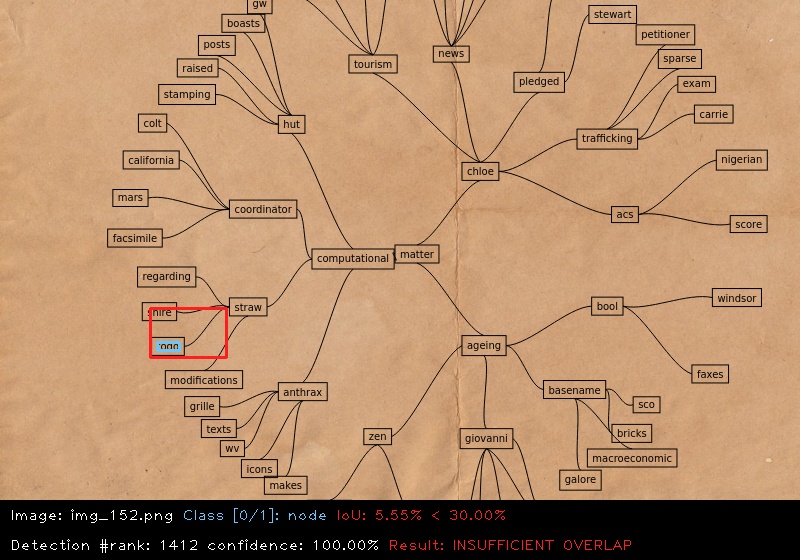 gw
boasts
posts
raised
stamping
hut
tourism
news
stewart
petitioner
sparse
exam
carrie
pledged
trafficking
colt
california
mars
facsimile
coordinator
chloe
nigerian
acs
score
computational
matter
regarding
shire
straw
modifications
bool
windsor
ageing
faxes
basename
sco
bricks
macroeconomic
galore
anthrax
grille
texts
wv
icons
makes
zen
giovanni
Image: img_152.png Class [0/1]: node IoU: 5.55% < 30.00%
Detection #rank: 1412 confidence: 100.00% Result: INSUFFICIENT OVERLAP